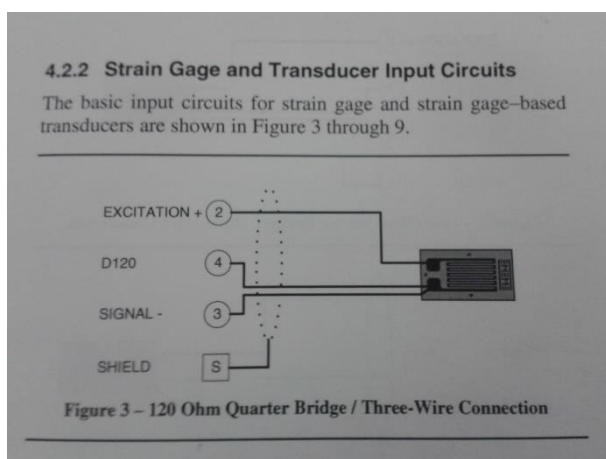 4.2.2 Strain Gage and Transducer Input Circuits
The basic input circuits for strain gage and strain gage–based
transducers are shown in Figure 3 through 9.
EXCITATION + 2
D120 4
SIGNAL - 3
SHIELD S
Figure 3 – 120 Ohm Quarter Bridge / Three-Wire Connection